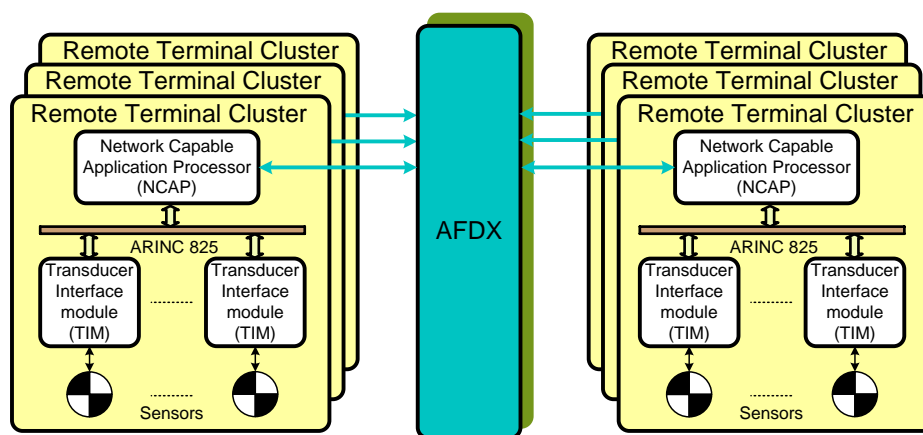 Remote Terminal Cluster
Remote Terminal Cluster
Remote Terminal Cluster
Network Capable
Application Processor
(NCAP)
ARINC 825
Transducer
Interface
module
(TIM)
Transducer
Interface
module
(TIM)
Sensors
AFDX
Remote Terminal Cluster
Remote Terminal Cluster
Remote Terminal Cluster
Network Capable
Application Processor
(NCAP)
ARINC 825
Transducer
Interface
module
(TIM)
Transducer
Interface
module
(TIM)
Sensors